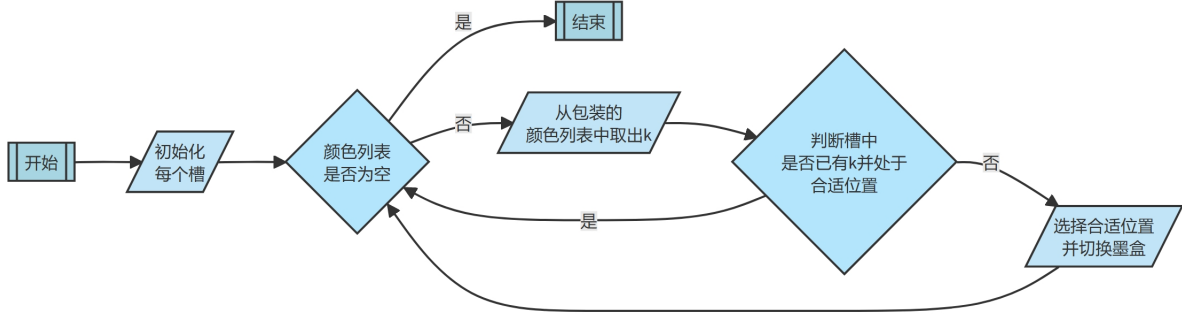 是
结束
开始
初始化
每个槽
颜色列表
是否为空
否
从包装的
颜色列表中取出k
判断槽中
是否已有k并处于
合适位置
否
是
选择合适位置
并切换墨盒